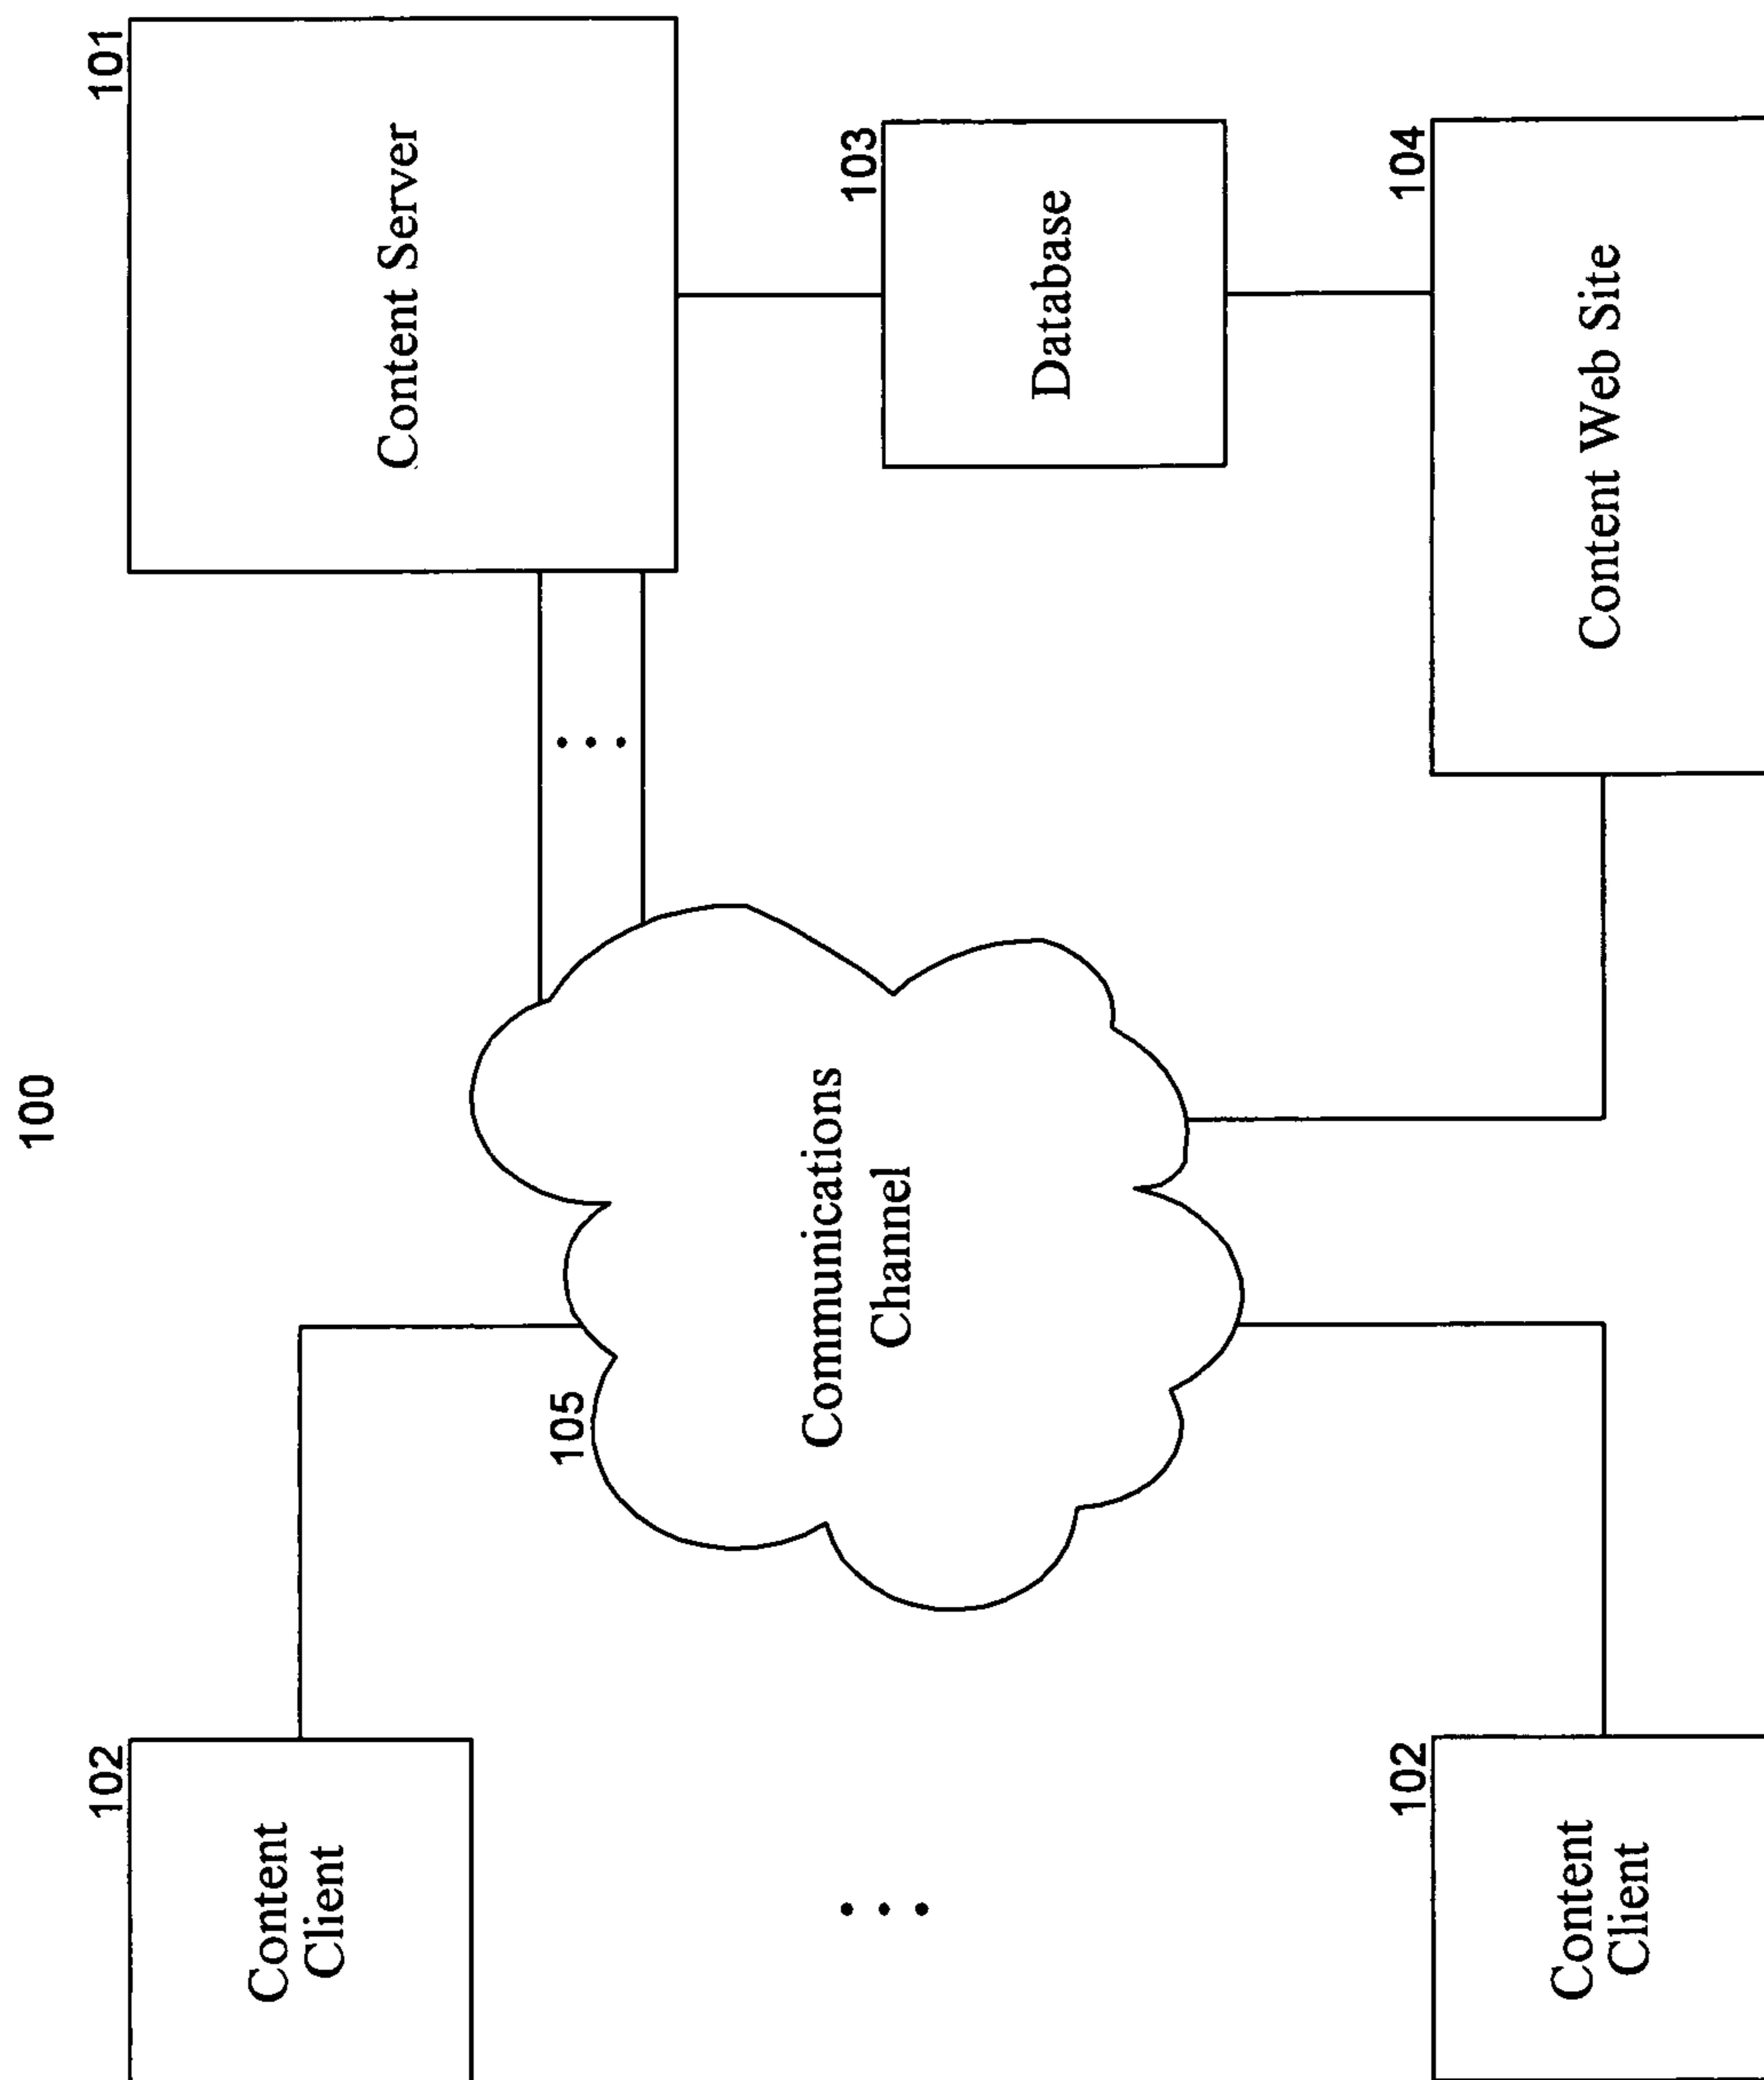 100
102
Content
Client
105
Communications
Channel
101
Content Server
103
Database
102
Content
Client
104
Content Web Site